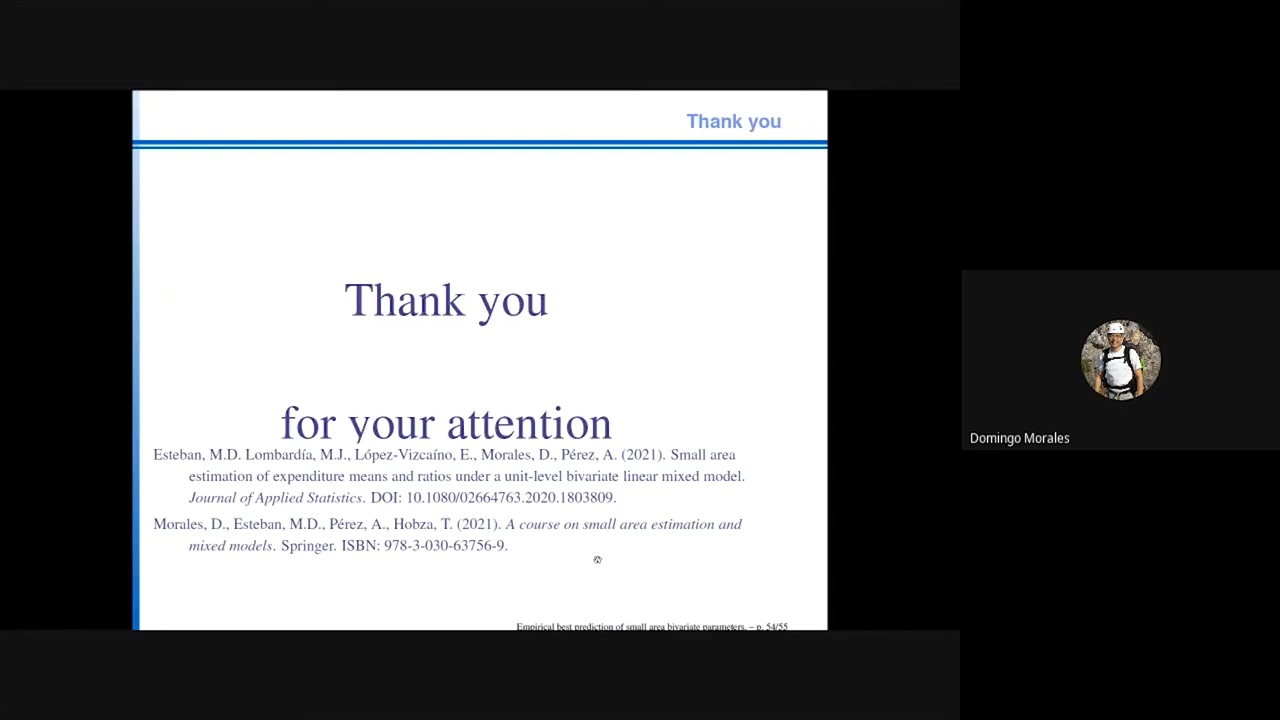 Thank you
Thank you
for your attention
Esteban, M.D. Lombardía, M.J., López-Vizcaíno, E., Morales, D., Pérez, A. (2021). Small area
estimation of expenditure means and ratios under a unit-level bivariate linear mixed model.
Journal of Applied Statistics. DOI: 10.1080/02664763.2020.1803809.
Morales, D., Esteban, M.D., Pérez, A., Hobza, T. (2021). A course on small area estimation and
mixed models. Springer. ISBN: 978-3-030-63756-9.
Empirical best prediction of small area bivariate parameters, – p. 54/55
Domingo Morales